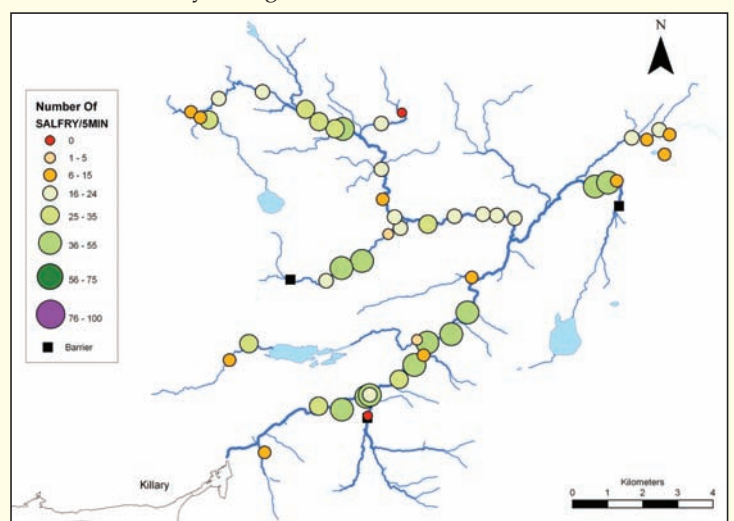 N
Number Of
SALFRY/5MIN
0
1 - 5
6 - 15
16 - 24
25 - 35
36 - 55
56 - 75
76 - 100
Barrier
Killary
Kilometers
0 1 2 3 4